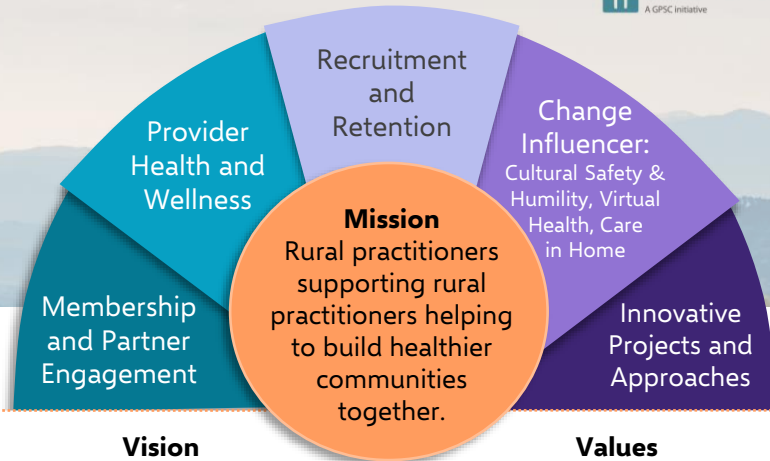 A GPSC initiative
Recruitment
and
Retention
Provider
Health and
Wellness
Change
Influencer:
Cultural Safety &
Humility, Virtual
Health, Care
in Home
Membership
and Partner
Engagement
Mission
Rural practitioners
supporting rural
practitioners helping
to build healthier
communities
together.
Innovative
Projects and
Approaches
Vision
Values